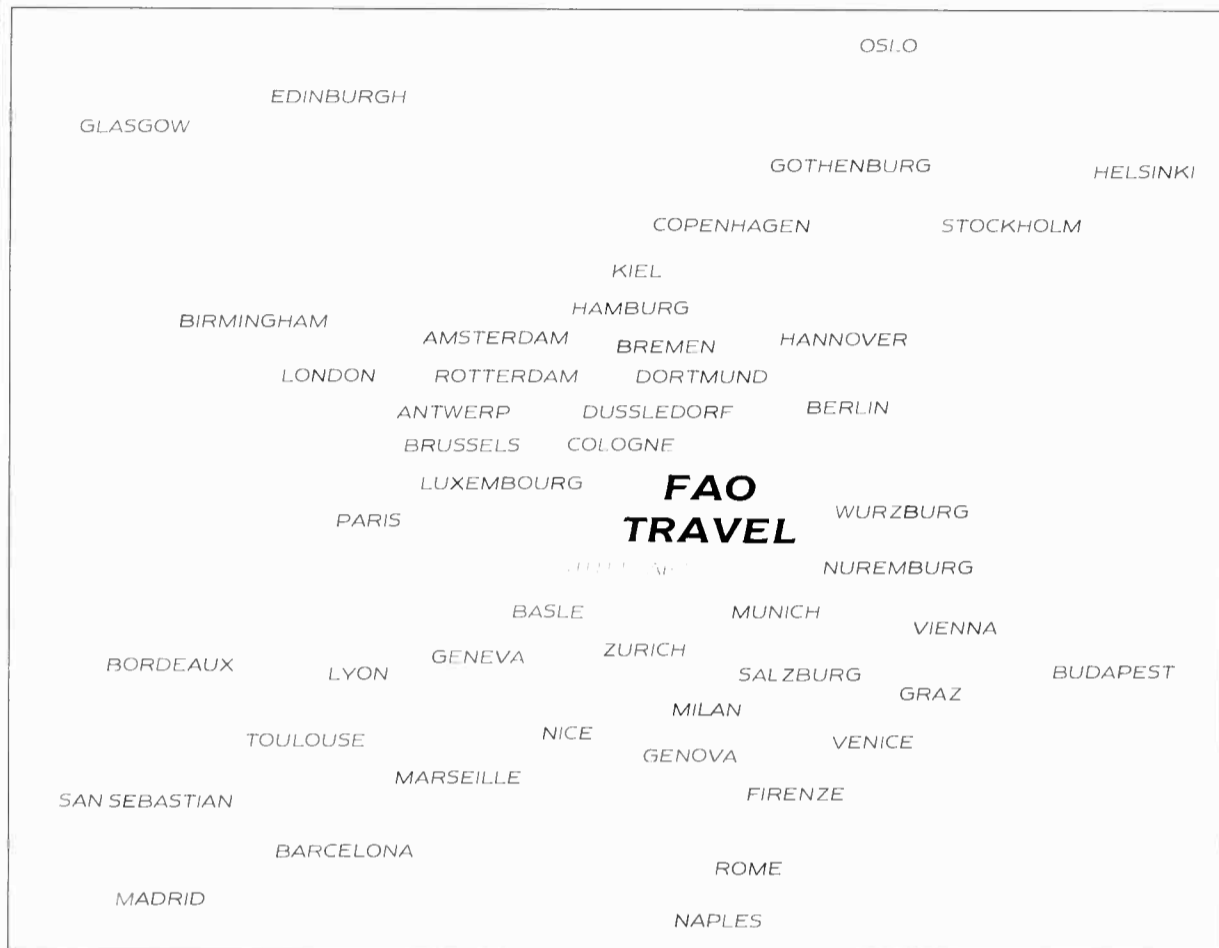 OSLO
EDINBURGH
GLASGOW
GOTHENBURG
HELSINKI
COPENHAGEN
STOCKHOLM
KIEL
HAMBURG
BIRMINGHAM
AMSTERDAM
BREMEN
HANNOVER
LONDON
ROTTERDAM
DORTMUND
ANTWERP
DUSSLEDORF
BERLIN
BRUSSELS
COLOGNE
LUXEMBOURG
FAO
TRAVEL
PARIS
WURZBURG
NUREMBURG
BASLE
MUNICH
VIENNA
GENEVA
ZURICH
BORDEAUX
LYON
SALZBURG
BUDAPEST
GRAZ
MILAN
TOULOUSE
NICE
VENICE
GENOVA
MARSEILLE
FIRENZE
SAN SEBASTIAN
BARCELONA
ROME
MADRID
NAPLES